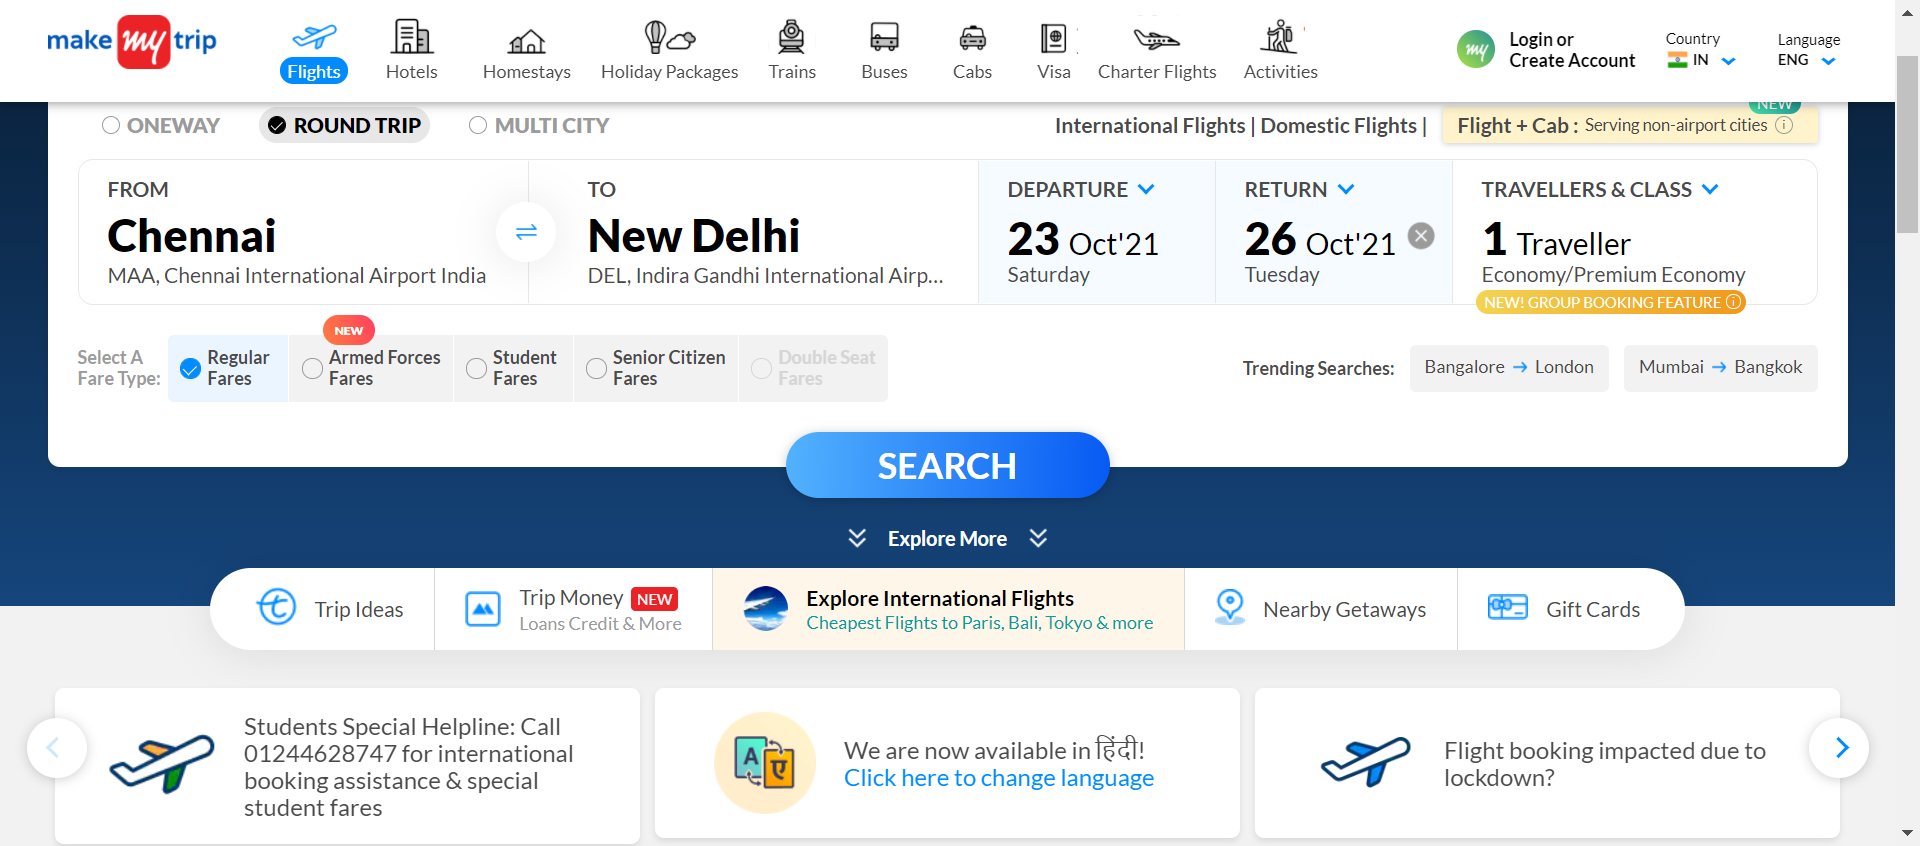 make my trip
Flights
Hotels
Homestays
Holiday Packages
Trains
Buses
Cabs
Visa
Charter Flights
Activities
my
Login or
Create Account
Country
IN
Language
ENG
ONEWAY
ROUND TRIP
MULTI CITY
International Flights | Domestic Flights |
NEW
Flight + Cab : Serving non-airport cities
FROM
Chennai
MAA, Chennai International Airport India
TO
New Delhi
DEL, Indira Gandhi International Airp...
DEPARTURE
23 Oct'21
Saturday
RETURN
26 Oct'21
Tuesday
TRAVELLERS & CLASS
1 Traveller
Economy/Premium Economy
NEW! GROUP BOOKING FEATURE
Select A
Fare Type:
Regular
Fares
NEW
Armed Forces
Fares
Student
Fares
Senior Citizen
Fares
Double Seat
Fares
Trending Searches:
Bangalore → London
Mumbai → Bangkok
SEARCH
Explore More
Trip Ideas
Trip Money NEW
Loans Credit & More
Explore International Flights
Cheapest Flights to Paris, Bali, Tokyo & more
Nearby Getaways
Gift Cards
Students Special Helpline: Call
01244628747 for international
booking assistance & special
student fares
A
ए
We are now available in हिंदी!
Click here to change language
Flight booking impacted due to
lockdown?